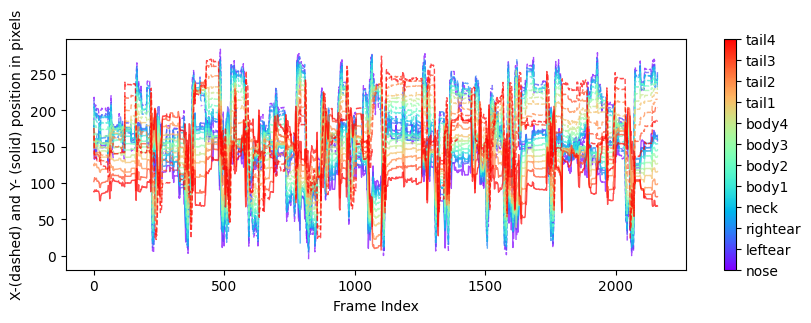 X-(dashed) and Y- (solid) position in pixels
250
200
150
100
50
0
0 500 1000 1500 2000
Frame Index
tail4
tail3
tail2
tail1
body4
body3
body2
body1
neck
rightear
leftear
nose